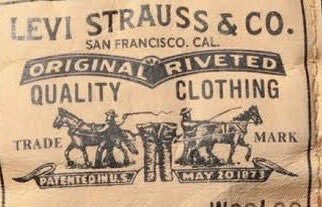 LEVI STRAUSS & CO.
SAN FRANCISCO. CAL.
ORIGINAL RIVETED
QUALITY CLOTHING
TRADE MARK
PATENTED IN U.S. MAY 20 1873